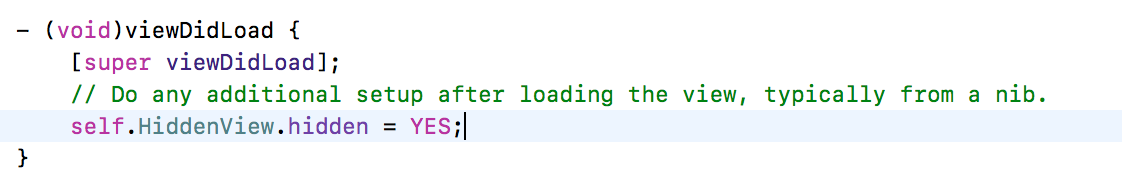 - (void)viewDidLoad {
    [super viewDidLoad];
    // Do any additional setup after loading the view, typically from a nib.
    self.HiddenView.hidden = YES;
}